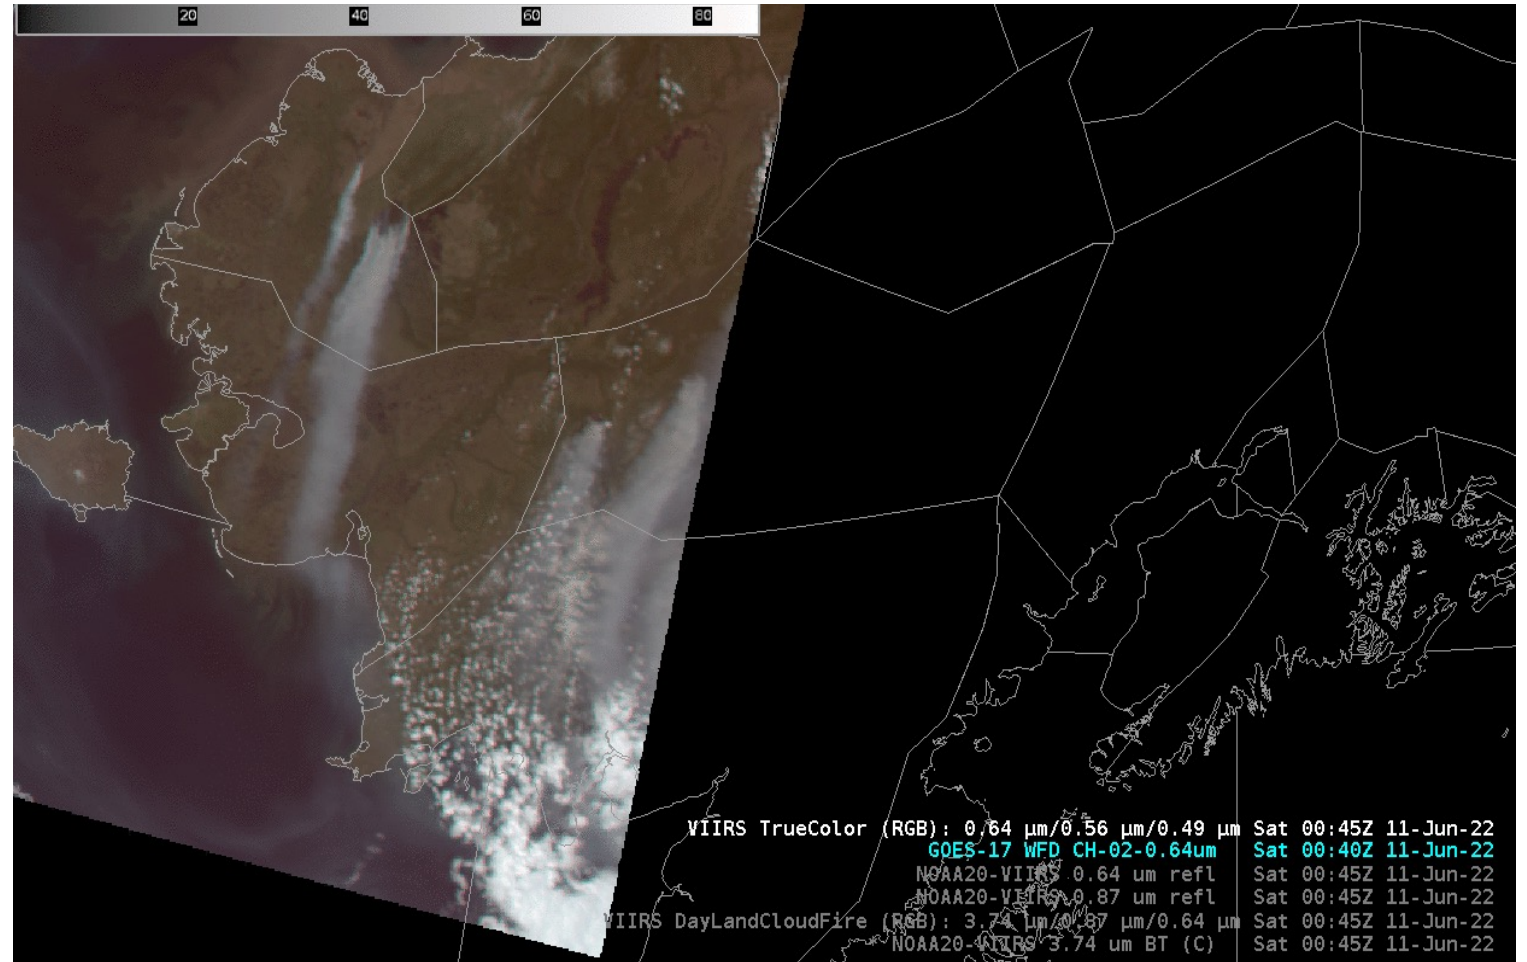 20 40 60 80
VIIRS TrueColor (RGB): 0.64 µm/0.56 µm/0.49 µm Sat 00:45Z 11-Jun-22
GOES-17 WFD CH-02-0.64um Sat 00:40Z 11-Jun-22
NOAA20-VIIRS 0.64 um refl Sat 00:45Z 11-Jun-22
NOAA20-VIIRS 0.87 um refl Sat 00:45Z 11-Jun-22
VIIRS DayLandCloudFire (RGB): 3.74 µm/0.87 µm/0.64 µm Sat 00:45Z 11-Jun-22
NOAA20-VIIRS 3.74 um BT (C) Sat 00:45Z 11-Jun-22